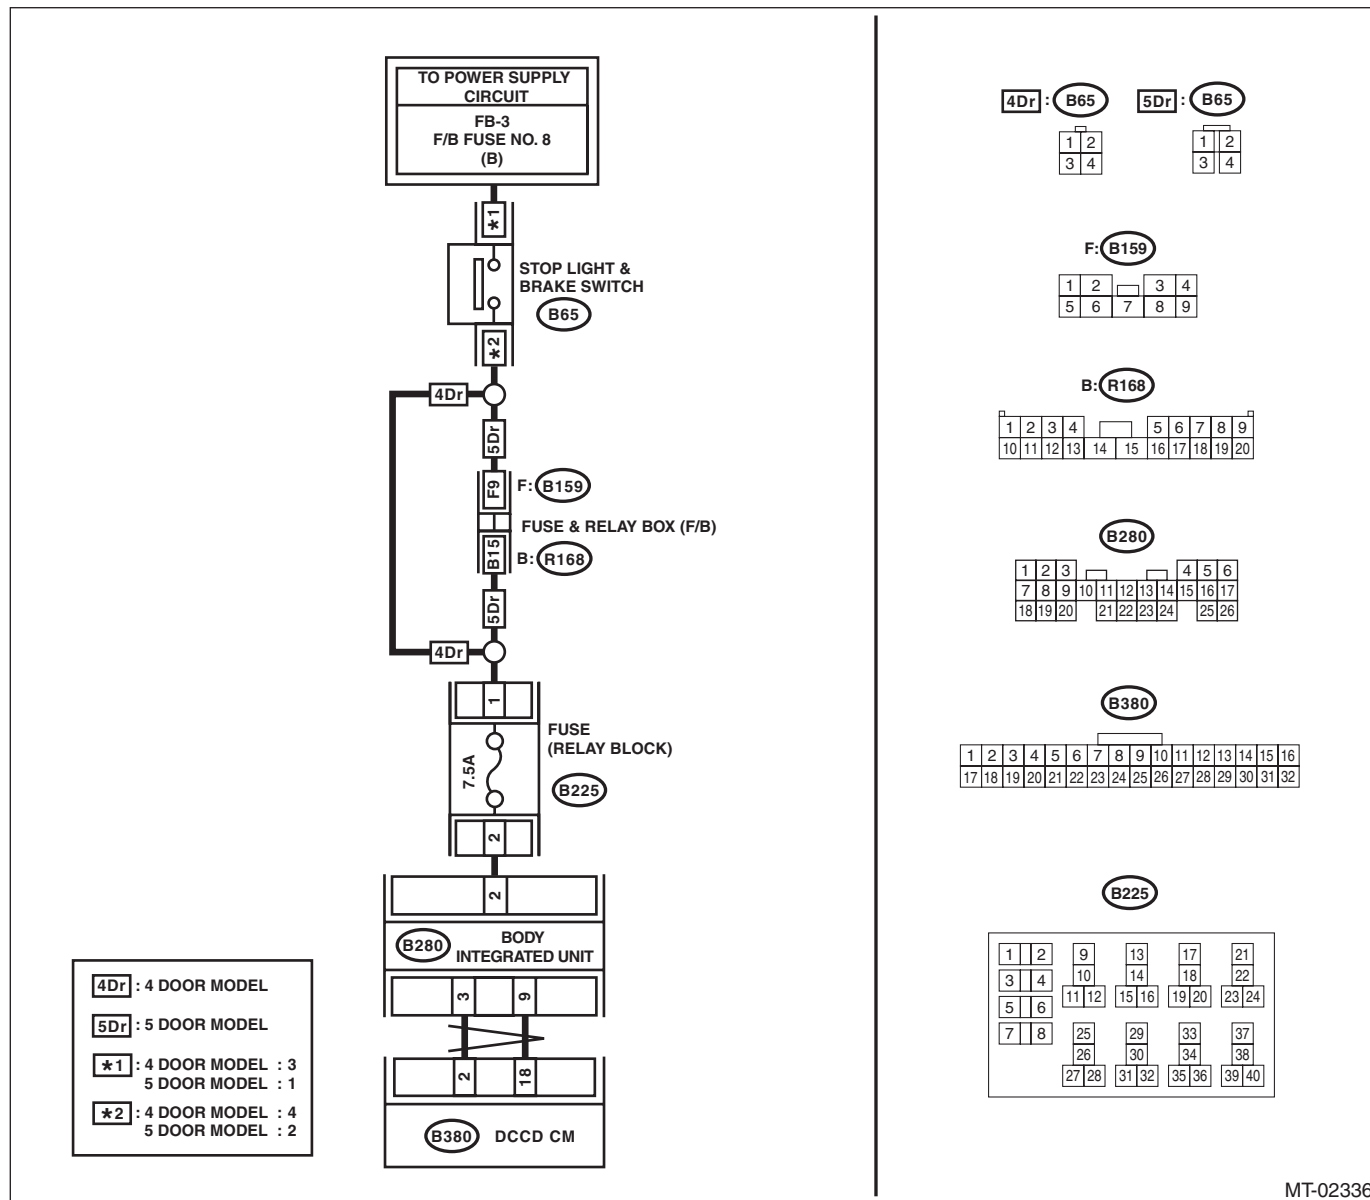 TO POWER SUPPLY
CIRCUIT
FB-3
F/B FUSE NO. 8
(B)
*1
STOP LIGHT &
BRAKE SWITCH
B65
*2
4Dr
5Dr
F9 F: B159
FUSE & RELAY BOX (F/B)
B15 B: R168
5Dr
4Dr
1
FUSE
(RELAY BLOCK)
7.5A
B225
2
2
B280 BODY
INTEGRATED UNIT
3 9
2 18
B380 DCCD CM
4Dr : 4 DOOR MODEL
5Dr : 5 DOOR MODEL
*1 : 4 DOOR MODEL : 3
5 DOOR MODEL : 1
*2 : 4 DOOR MODEL : 4
5 DOOR MODEL : 2
4Dr : B65 5Dr : B65
1 2 1 2
3 4 3 4
F: B159
1 2 3 4
5 6 7 8 9
B: R168
1 2 3 4 5 6 7 8 9
10 11 12 13 14 15 16 17 18 19 20
B280
1 2 3 4 5 6
7 8 9 10 11 12 13 14 15 16 17
18 19 20 21 22 23 24 25 26
B380
1 2 3 4 5 6 7 8 9 10 11 12 13 14 15 16
17 18 19 20 21 22 23 24 25 26 27 28 29 30 31 32
B225
1 2 9 13 17 21
3 4 10 14 18 22
11 12 15 16 19 20 23 24
5 6
7 8 25 29 33 37
26 30 34 38
27 28 31 32 35 36 39 40
MT-02336